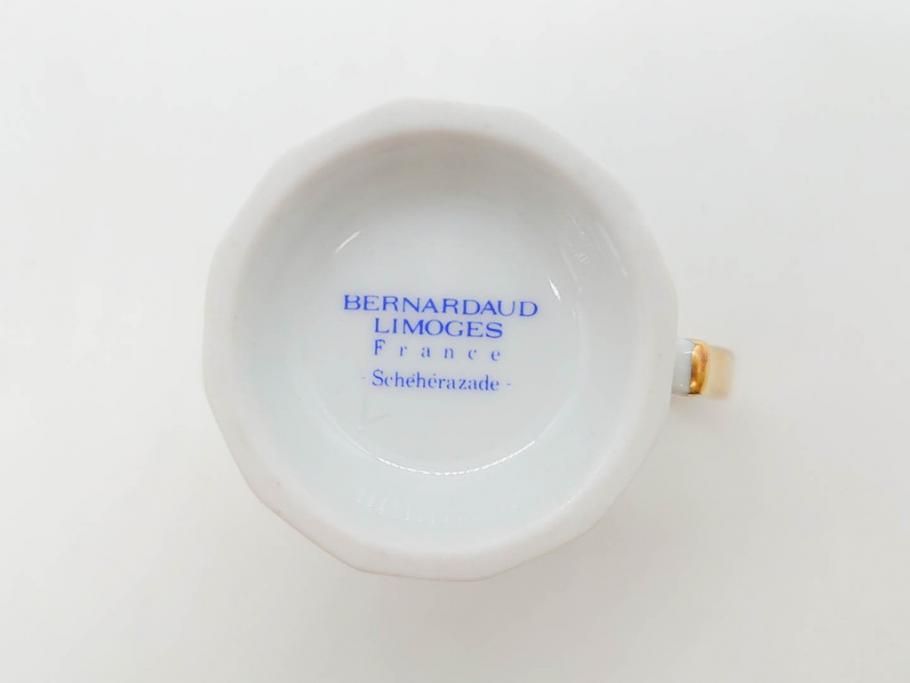 BERNARDAUD
LIMOGES
France
- Schéhérazade -